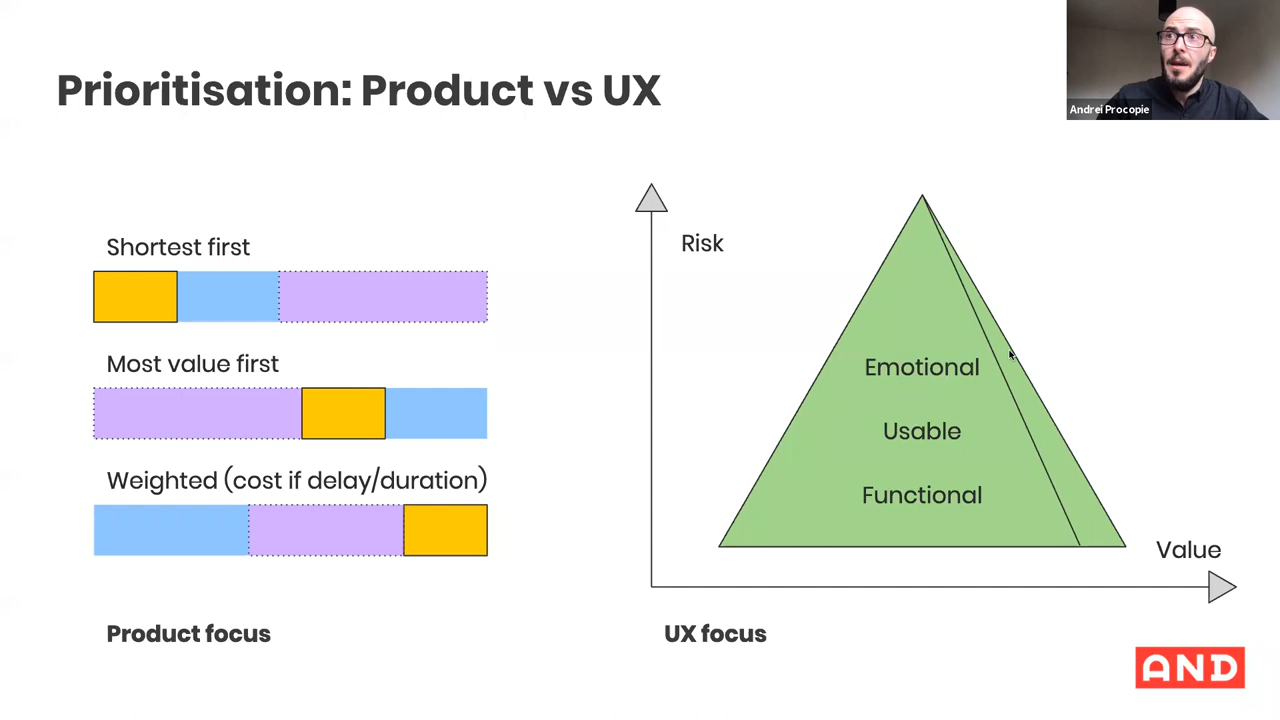 Prioritisation: Product vs UX
Andrei Procopie
Shortest first
Most value first
Weighted (cost if delay/duration)
Product focus
Risk
Emotional
Usable
Functional
Value
UX focus
AND